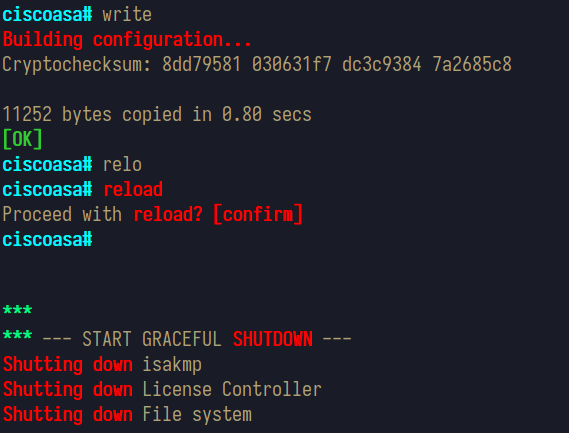 ciscoasa# write
Building configuration...
Cryptochecksum: 8dd79581 030631f7 dc3c9384 7a2685c8
11252 bytes copied in 0.80 secs
[OK]
ciscoasa# relo
ciscoasa# reload
Proceed with reload? [confirm]
ciscoasa#
***
*** --- START GRACEFUL SHUTDOWN ---
Shutting down isakmp
Shutting down License Controller
Shutting down File system